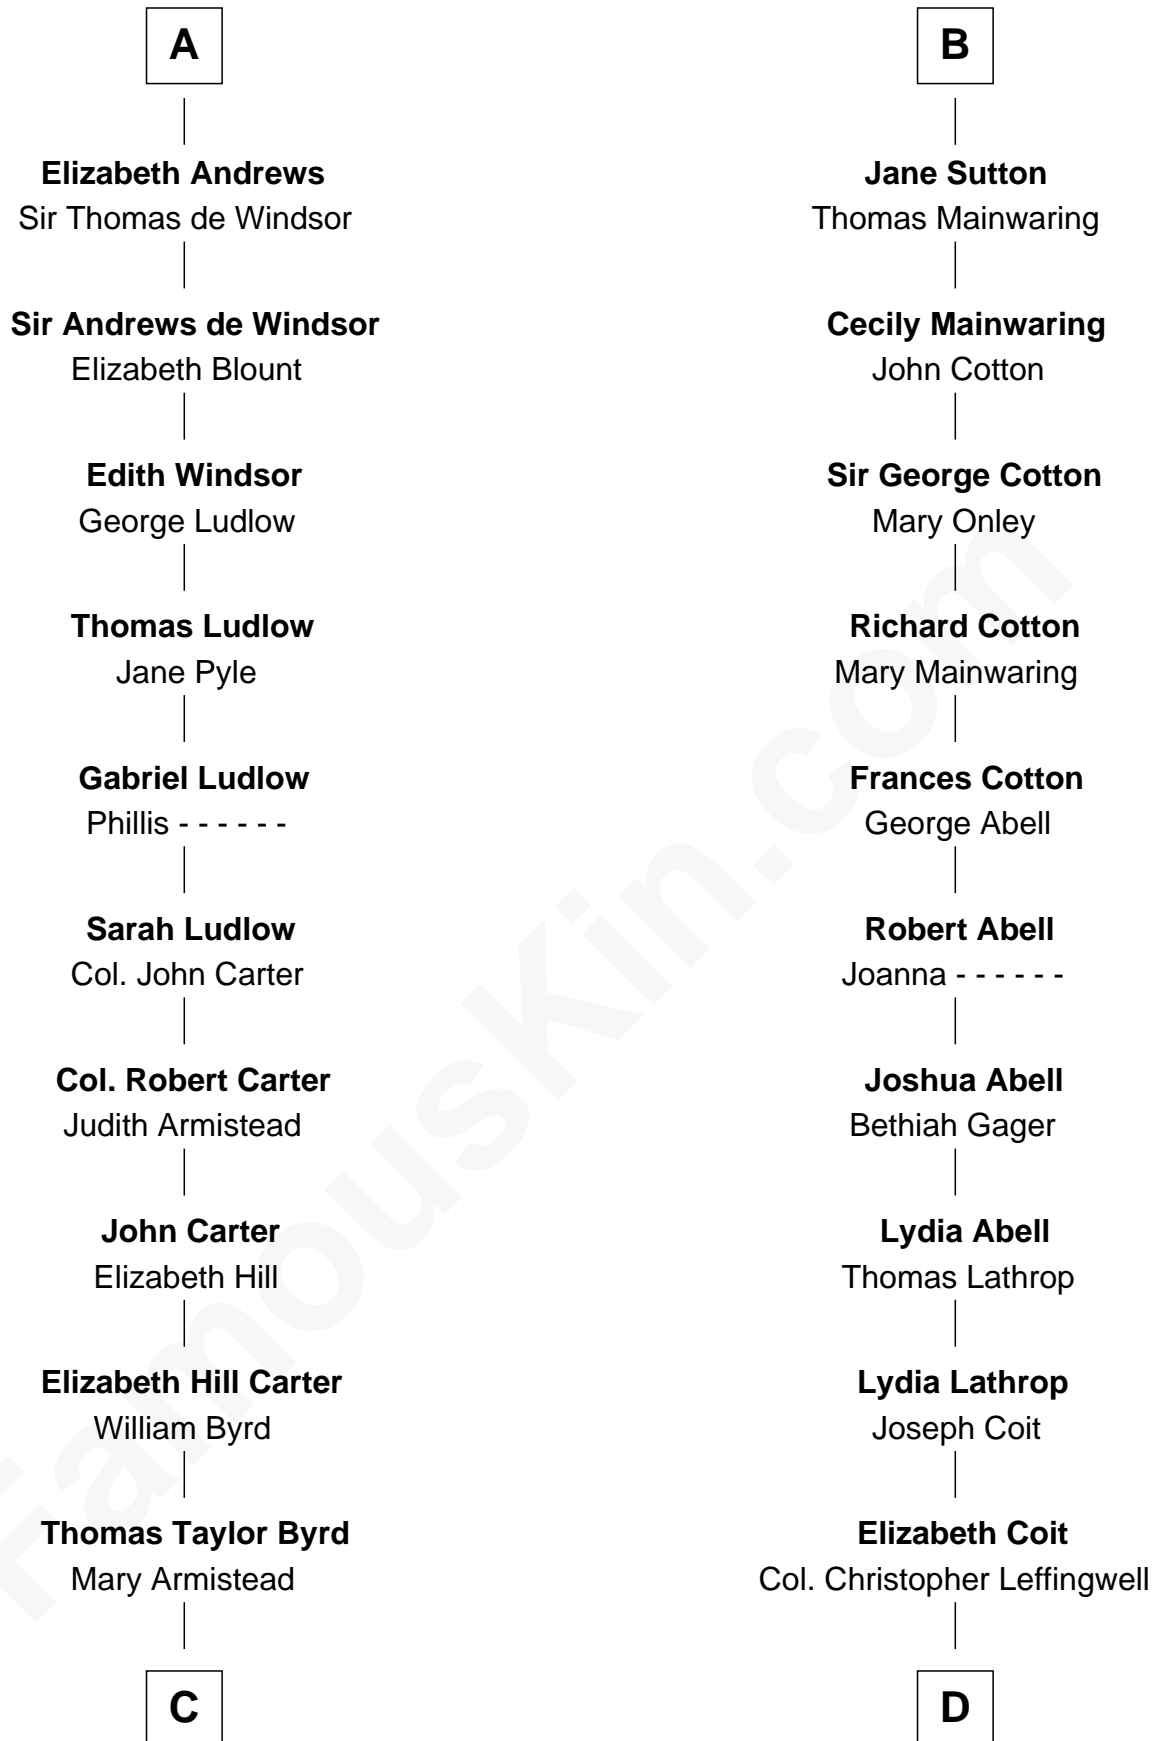 A
Elizabeth Andrews
Sir Thomas de Windsor
Sir Andrews de Windsor
Elizabeth Blount
Edith Windsor
George Ludlow
Thomas Ludlow
Jane Pyle
Gabriel Ludlow
Phillis - - - - - -
Sarah Ludlow
Col. John Carter
Col. Robert Carter
Judith Armistead
John Carter
Elizabeth Hill
Elizabeth Hill Carter
William Byrd
Thomas Taylor Byrd
Mary Armistead
C
B
Jane Sutton
Thomas Mainwaring
Cecily Mainwaring
John Cotton
Sir George Cotton
Mary Onley
Richard Cotton
Mary Mainwaring
Frances Cotton
George Abell
Robert Abell
Joanna - - - - - -
Joshua Abell
Bethiah Gager
Lydia Abell
Thomas Lathrop
Lydia Lathrop
Joseph Coit
Elizabeth Coit
Col. Christopher Leffingwell
D
FamousKin.com